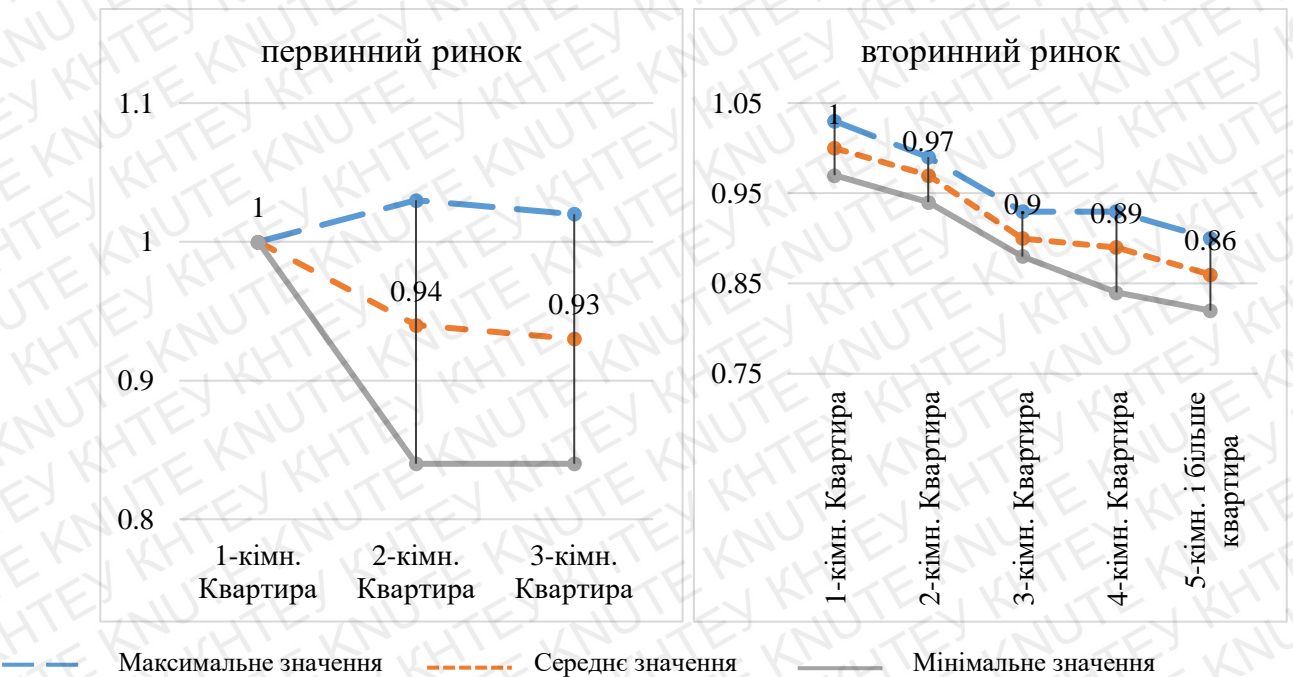 первинний ринок
1.1
1
0.9
0.8
1
0.94
0.93
1-кімн. Квартира
2-кімн. Квартира
3-кімн. Квартира
вторинний ринок
1.05
0.95
0.85
0.75
1
0.97
0.9
0.89
0.86
1-кімн. Квартира
2-кімн. Квартира
3-кімн. Квартира
4-кімн. Квартира
5-кімн. і більше
квартира
Максимальне значення
Середнє значення
Мінімальне значення